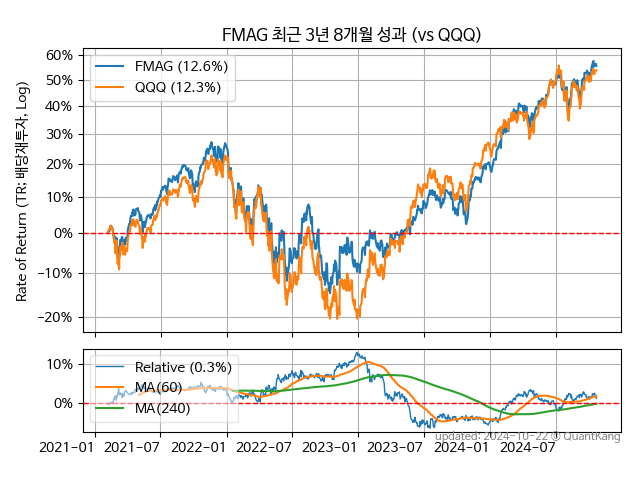 FMAG 최근 3년 8개월 성과 (vs QQQ)
Rate of Return (TR: 배당재투자, Log)
60%
50%
40%
30%
20%
10%
0%
−10%
−20%
FMAG (12.6%)
QQQ (12.3%)
10%
0%
Relative (0.3%)
MA(60)
MA(240)
2021−01
2021−07
2022−01
2022−07
2023−01
2023−07
2024−01
2024−07
updated: 2024-10-22 © QuantKang